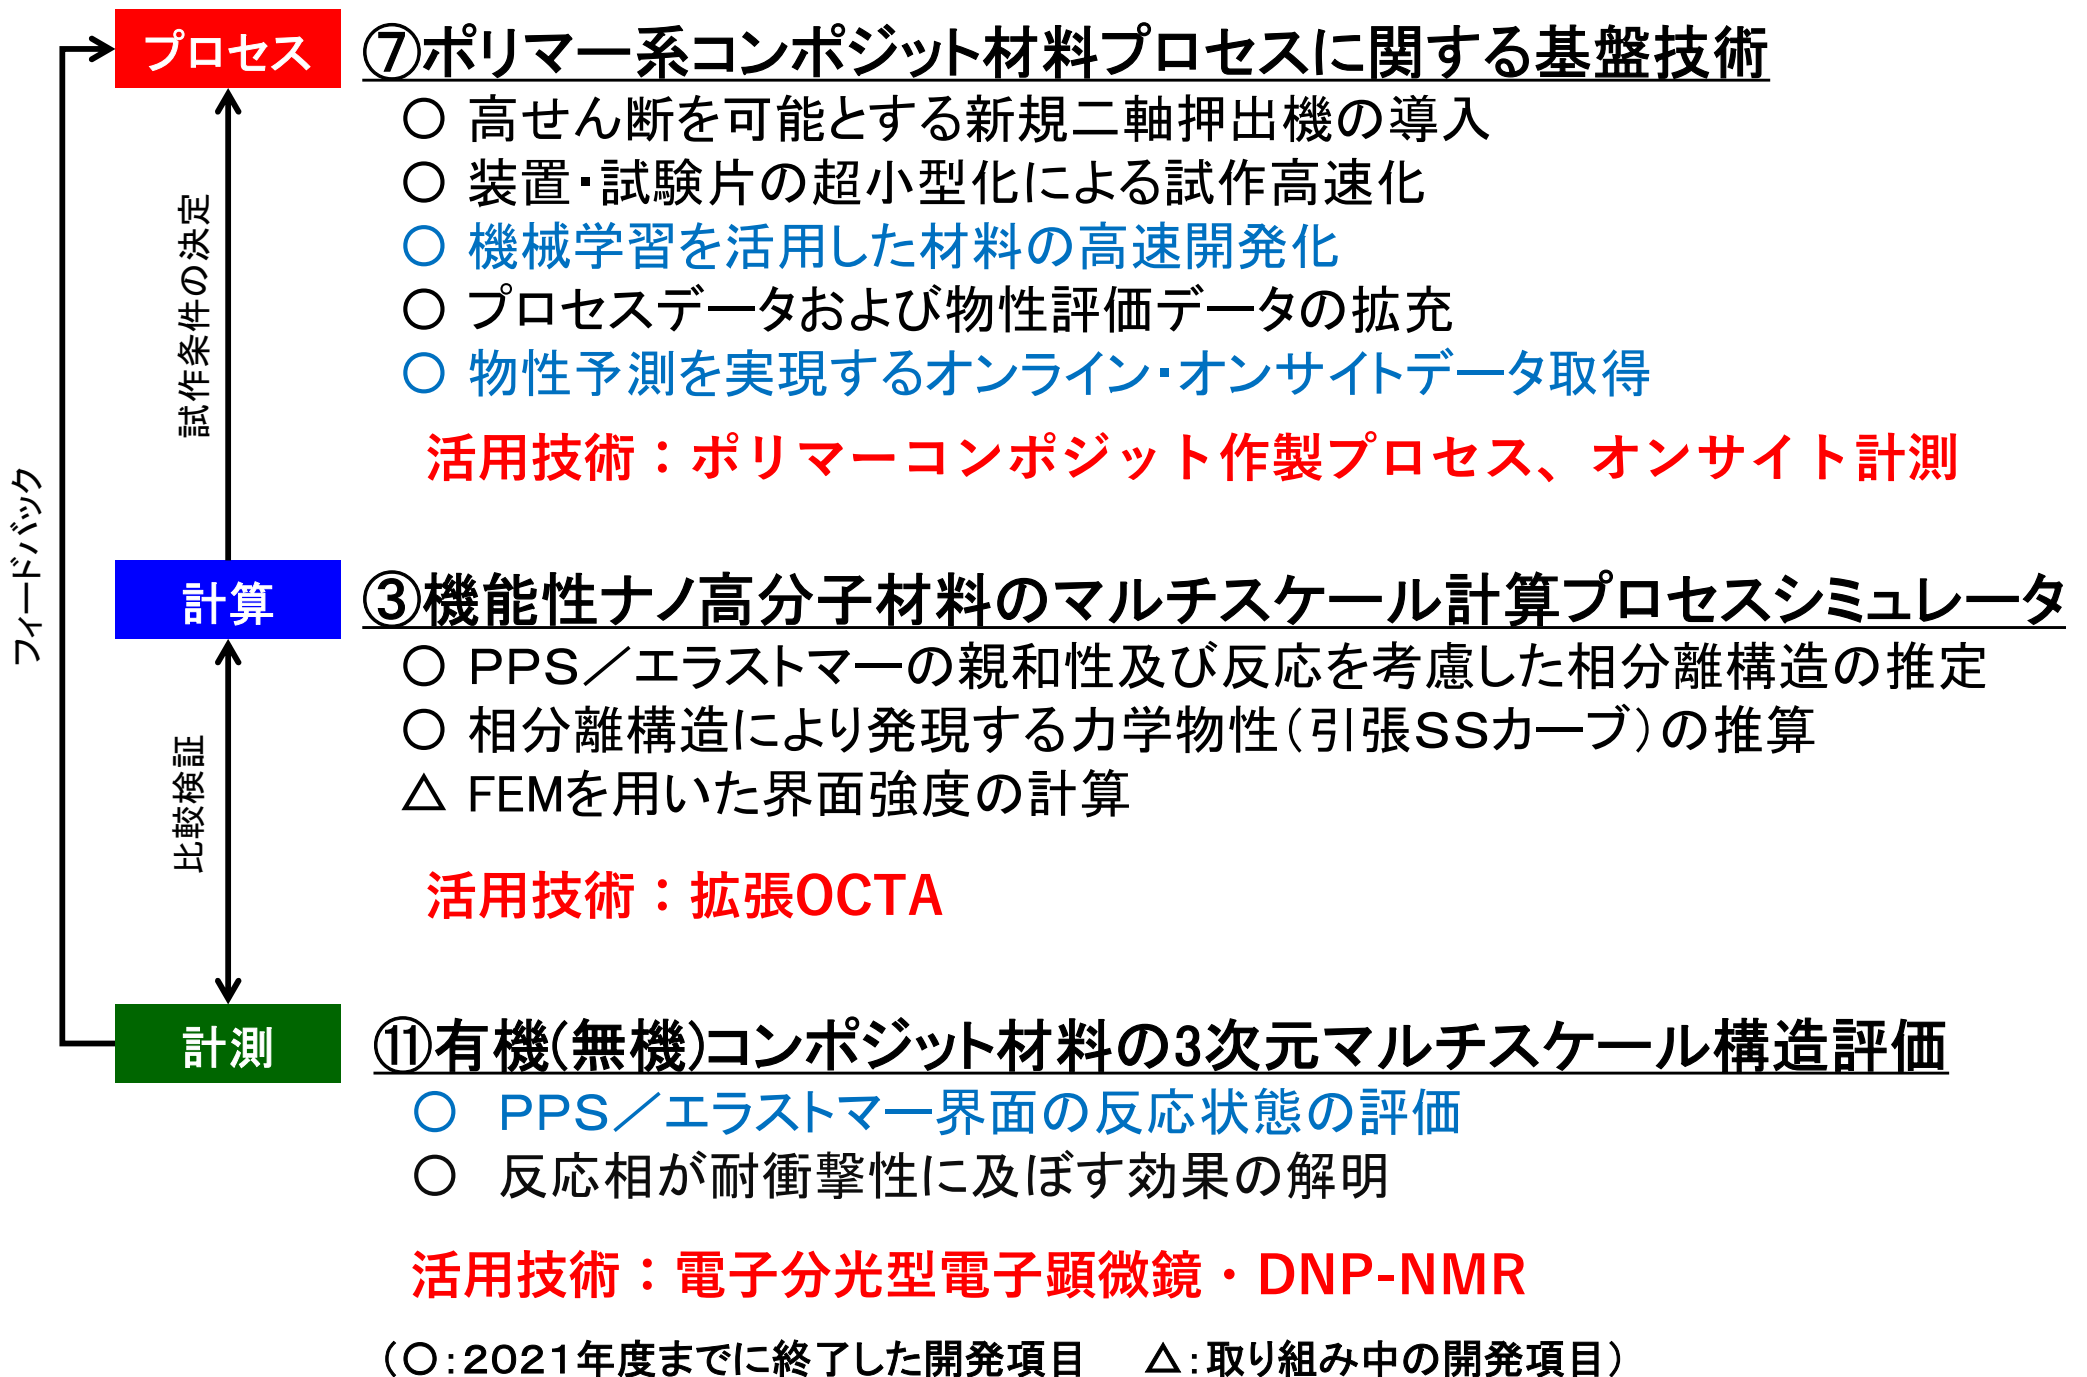 プロセス
⑦ポリマー系コンポジット材料プロセスに関する基盤技術
○ 高せん断を可能とする新規二軸押出機の導入
○ 装置・試験片の超小型化による試作高速化
○ 機械学習を活用した材料の高速開発化
○ プロセスデータおよび物性評価データの拡充
○ 物性予測を実現するオンライン・オンサイトデータ取得
活用技術：ポリマーコンポジット作製プロセス、オンサイト計測
試作条件の決定
フィードバック
計算
③機能性ナノ高分子材料のマルチスケール計算プロセスシミュレータ
○ PPS／エラストマーの親和性及び反応を考慮した相分離構造の推定
○ 相分離構造により発現する力学物性（引張SSカーブ）の推算
△ FEMを用いた界面強度の計算
活用技術：拡張OCTA
比較検証
計測
⑪有機(無機)コンポジット材料の3次元マルチスケール構造評価
○ PPS／エラストマー界面の反応状態の評価
○ 反応相が耐衝撃性に及ぼす効果の解明
活用技術：電子分光型電子顕微鏡・DNP-NMR
（○：2021年度までに終了した開発項目 △：取り組み中の開発項目）